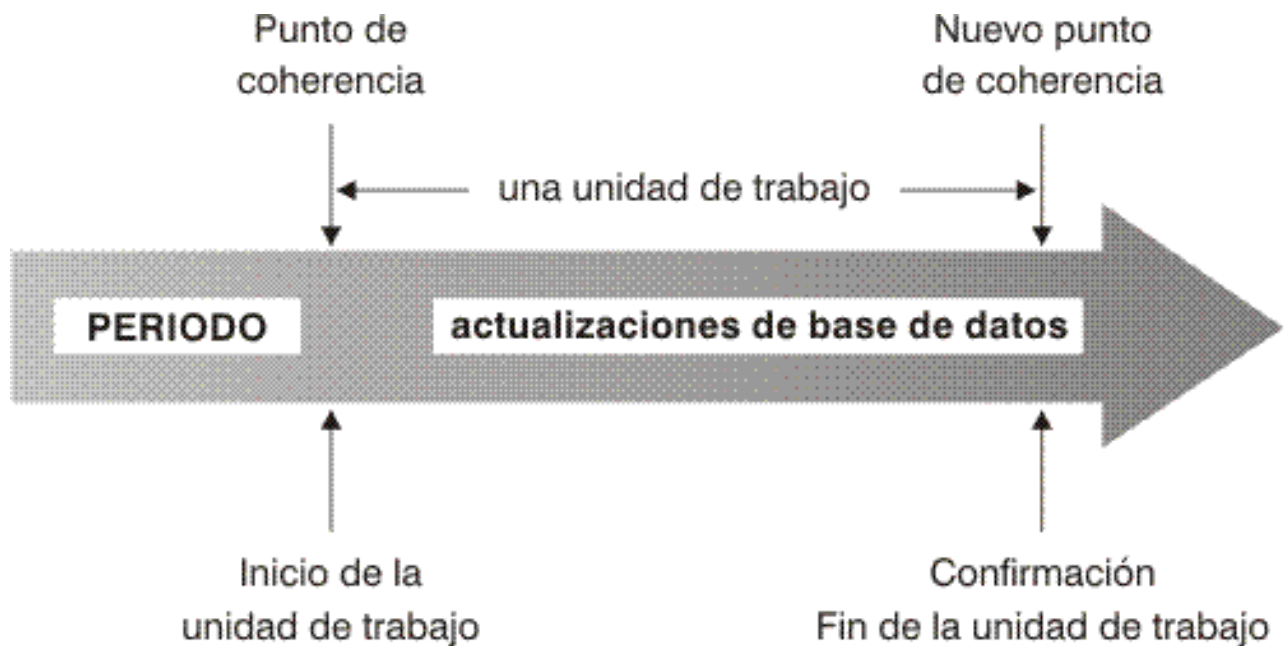 Punto de
coherencia
Nuevo punto
de coherencia
una unidad de trabajo
PERIODO
actualizaciones de base de datos
Inicio de la
unidad de trabajo
Confirmación
Fin de la unidad de trabajo